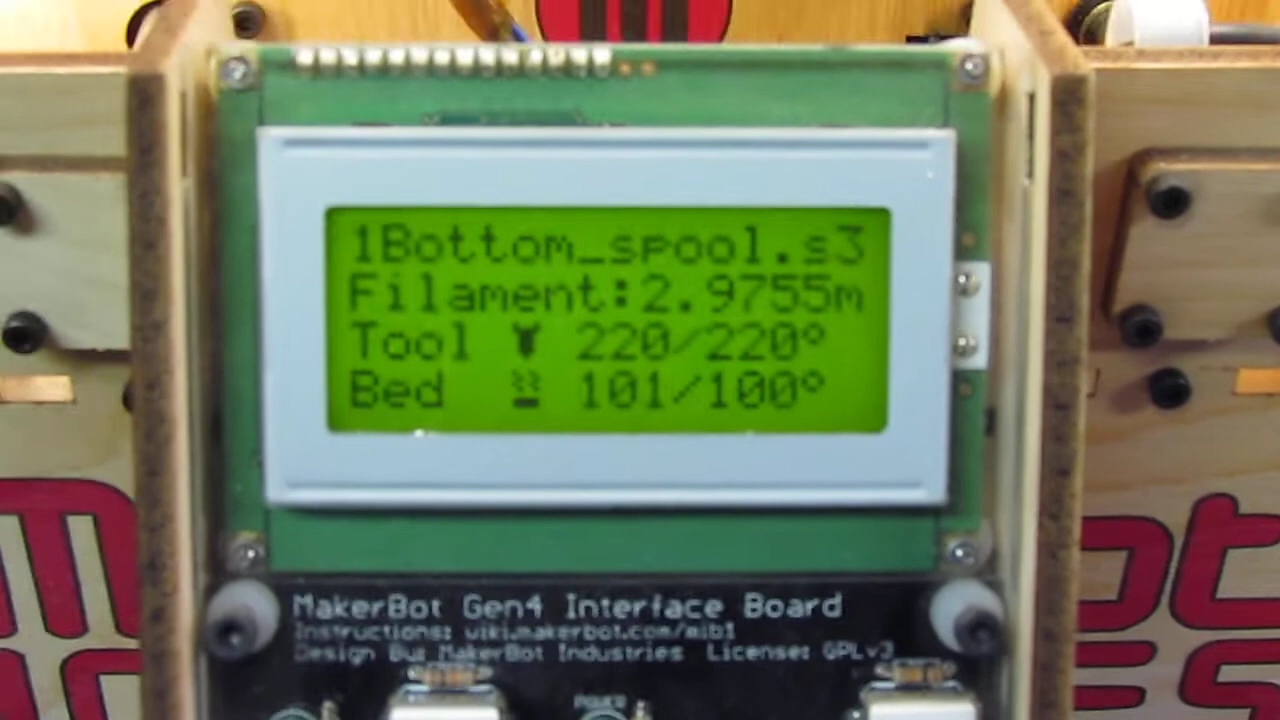 1Bottom_spool.s3
Filament:2.9755m
Tool 220/220°
Bed 101/100°
MakerBot Gen4 Interface Board
Instructions: wiki.makerbot.com/mib1
Design By: MakerBot Industries License: GPLv3
POWER